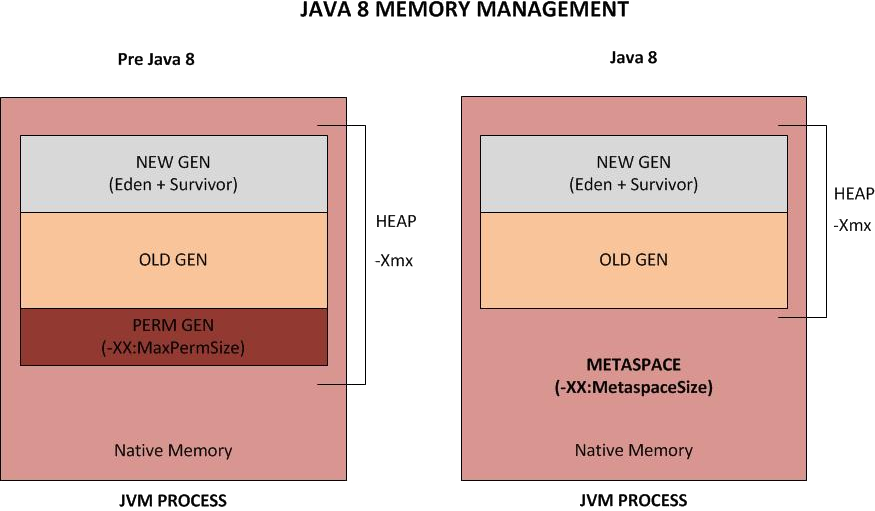 JAVA 8 MEMORY MANAGEMENT
Pre Java 8
NEW GEN
(Eden + Survivor)
OLD GEN
PERM GEN
(-XX:MaxPermSize)
HEAP
-Xmx
Native Memory
JVM PROCESS
Java 8
NEW GEN
(Eden + Survivor)
OLD GEN
HEAP
-Xmx
METASPACE
(-XX:MetaspaceSize)
Native Memory
JVM PROCESS